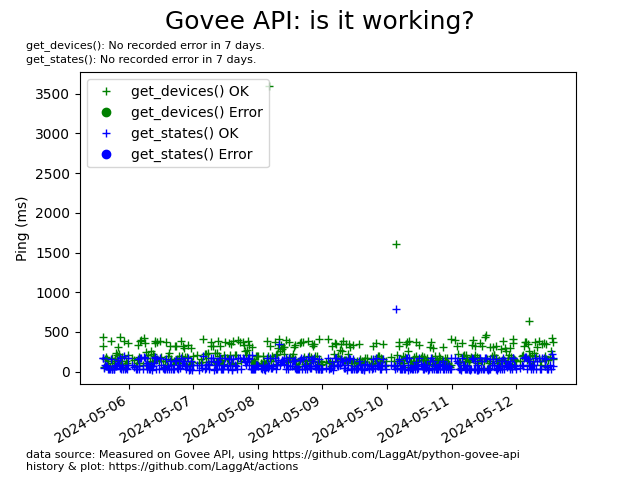 Govee API: is it working?
get_devices(): No recorded error in 7 days.
get_states(): No recorded error in 7 days.
get_devices() OK
get_devices() Error
get_states() OK
get_states() Error
Ping (ms)
3500
3000
2500
2000
1500
1000
500
0
2024-05-06
2024-05-07
2024-05-08
2024-05-09
2024-05-10
2024-05-11
2024-05-12
data source: Measured on Govee API, using https://github.com/LaggAt/python-govee-api
history & plot: https://github.com/LaggAt/actions